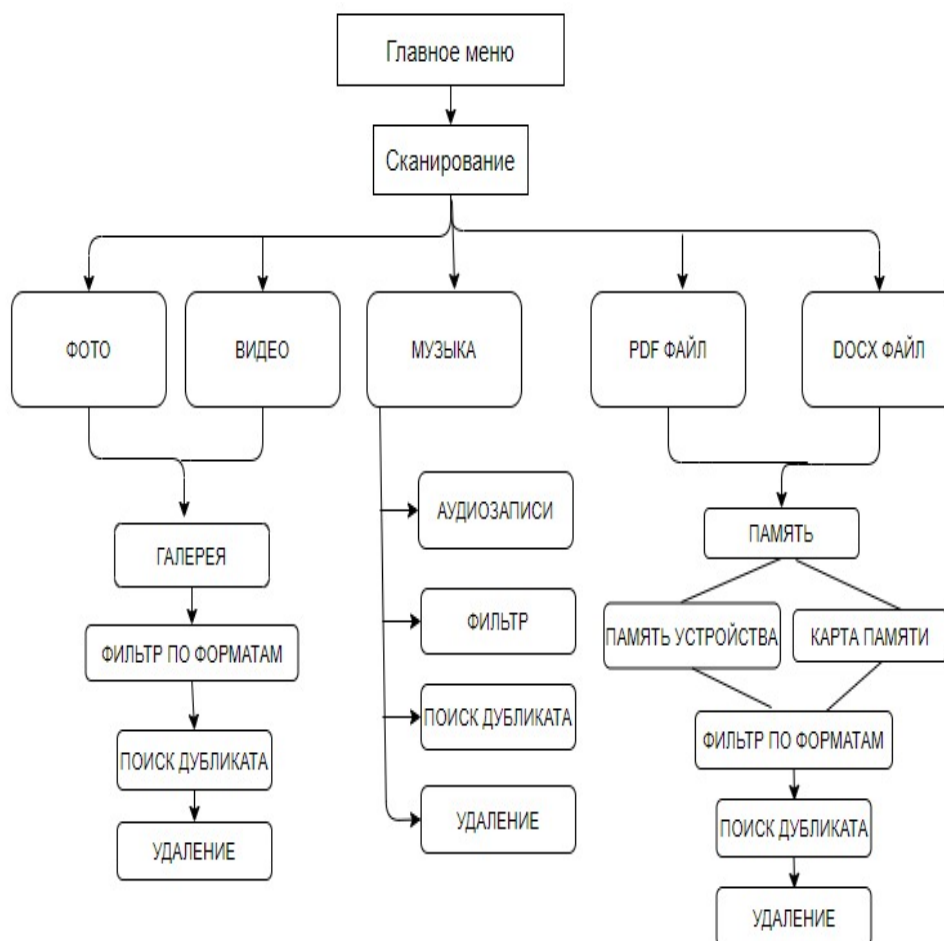 Главное меню
Сканирование
ФОТО
ВИДЕО
МУЗЫКА
PDF ФАЙЛ
DOCX ФАЙЛ
ГАЛЕРЕЯ
ФИЛЬТР ПО ФОРМАТАМ
ПОИСК ДУБЛИКАТА
УДАЛЕНИЕ
АУДИОЗАПИСИ
ФИЛЬТР
ПОИСК ДУБЛИКАТА
УДАЛЕНИЕ
ПАМЯТЬ
ПАМЯТЬ УСТРОЙСТВА
КАРТА ПАМЯТИ
ФИЛЬТР ПО ФОРМАТАМ
ПОИСК ДУБЛИКАТА
УДАЛЕНИЕ